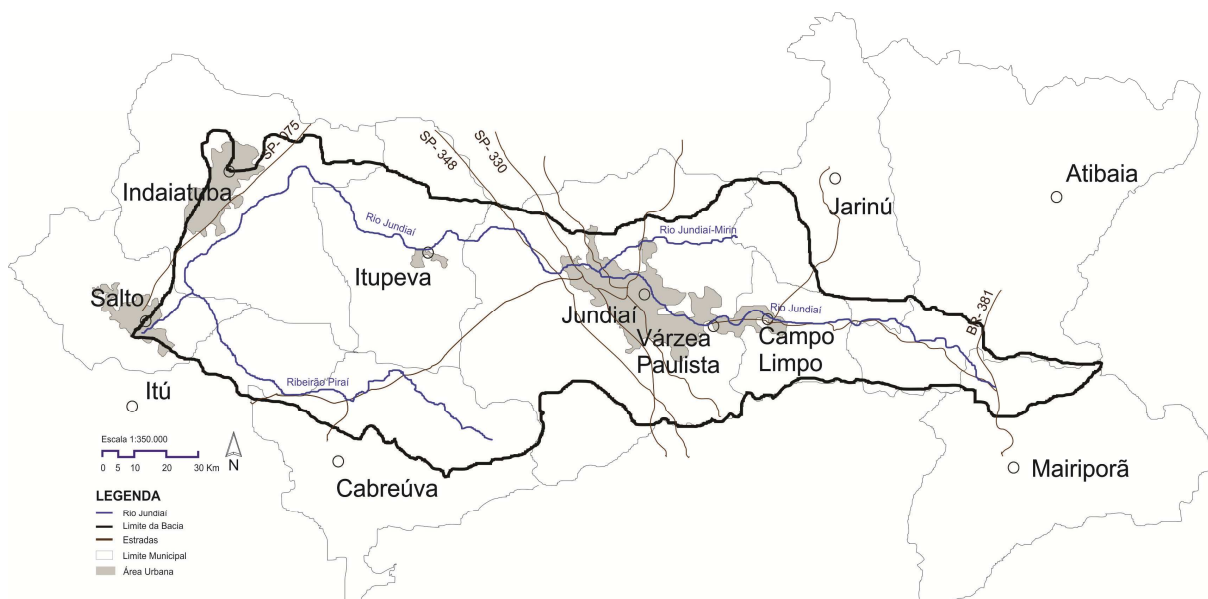 SP- 075
SP- 348
SP- 330
Atibaia
Indaiatuba
Jarinú
Rio Jundiaí
Rio Jundiaí-Mirin
Itupeva
Salto
Jundiaí
Rio Jundiaí
BR- 381
Várzea
Paulista
Campo
Limpo
Itú
Ribeirão Piraí
Escala 1:350.000
0 5 10 20 30 Km
N
Cabreúva
Mairiporã
LEGENDA
Rio Jundiaí
Limite da Bacia
Estradas
Limite Municipal
Área Urbana